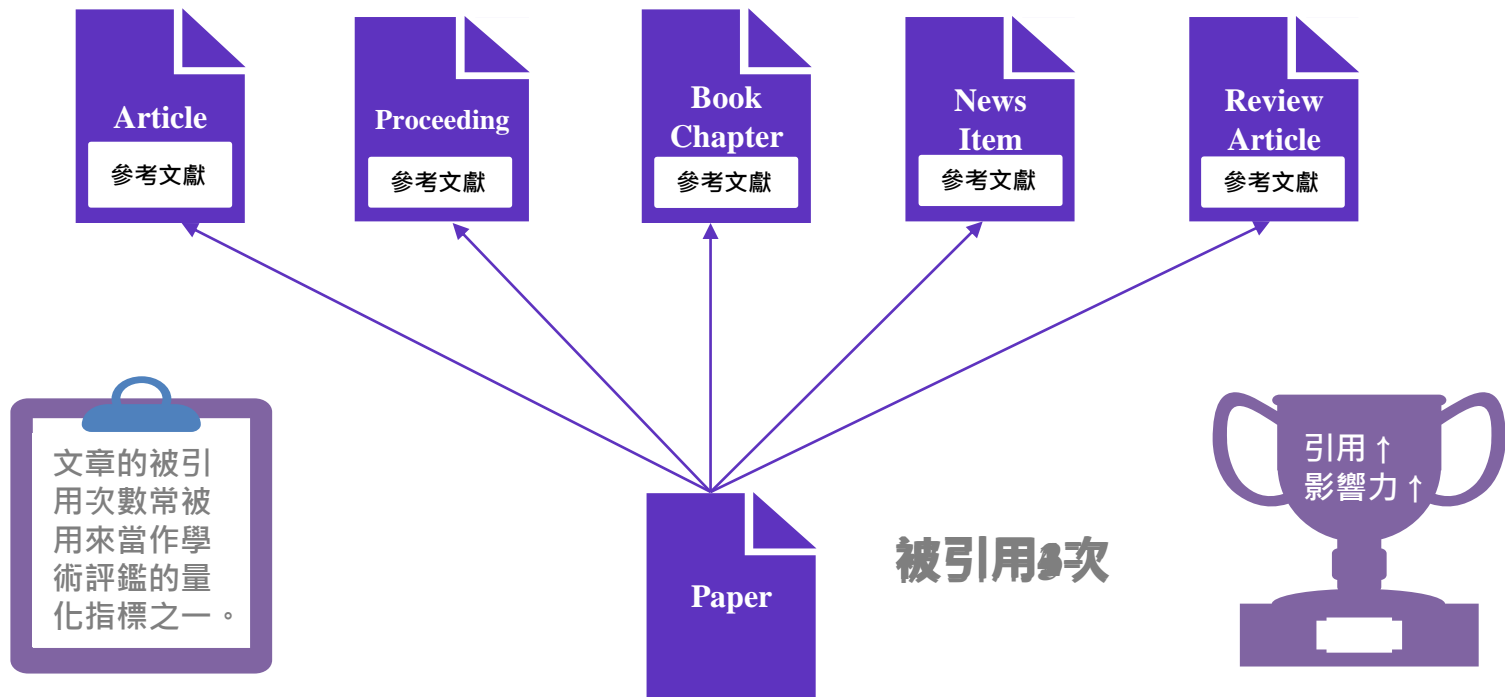 Article
參考文獻
Proceeding
參考文獻
Book
Chapter
參考文獻
News
Item
參考文獻
Review
Article
參考文獻
文章的被引
用次數常被
用來當作學
術評鑑的量
化指標之一。
Paper
被引用次
引用↑
影響力↑